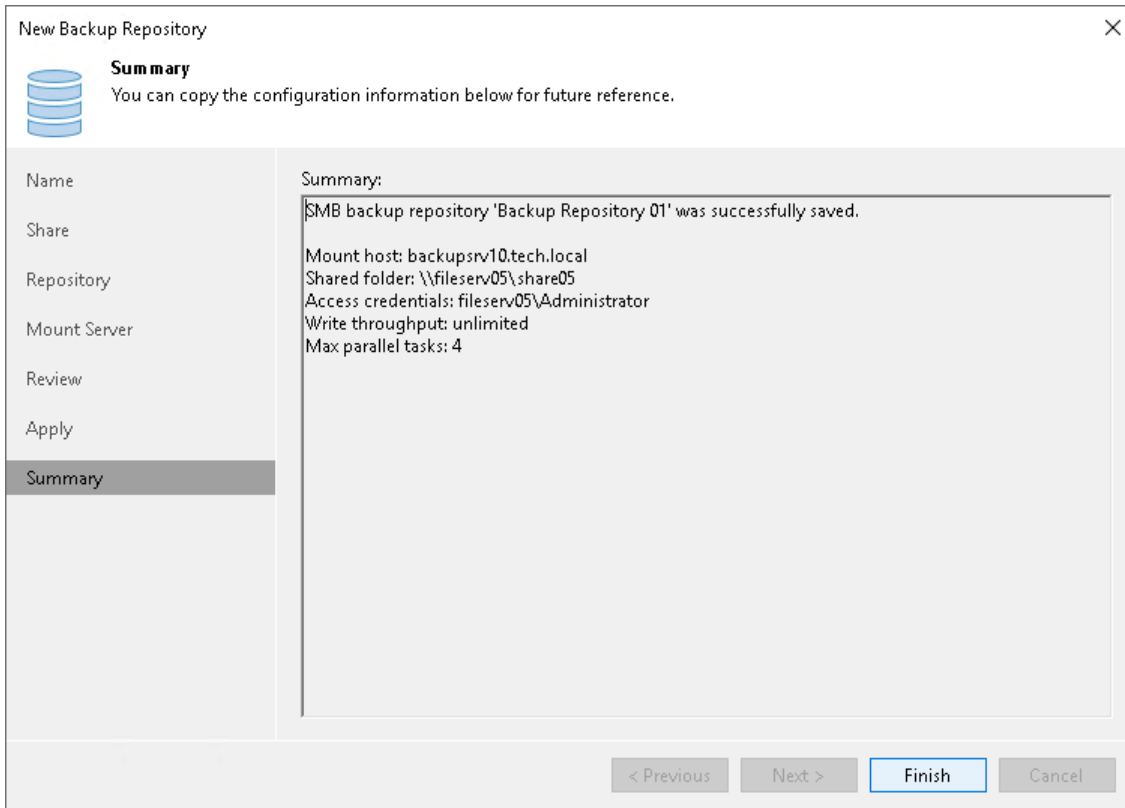 New Backup Repository
Summary
You can copy the configuration information below for future reference.
Name
Share
Repository
Mount Server
Review
Apply
Summary
Summary:
SMB backup repository 'Backup Repository 01' was successfully saved.
Mount host: backupsrv10.tech.local
Shared folder: \\fileserv05\share05
Access credentials: fileserv05\Administrator
Write throughput: unlimited
Max parallel tasks: 4
< Previous
Next >
Finish
Cancel